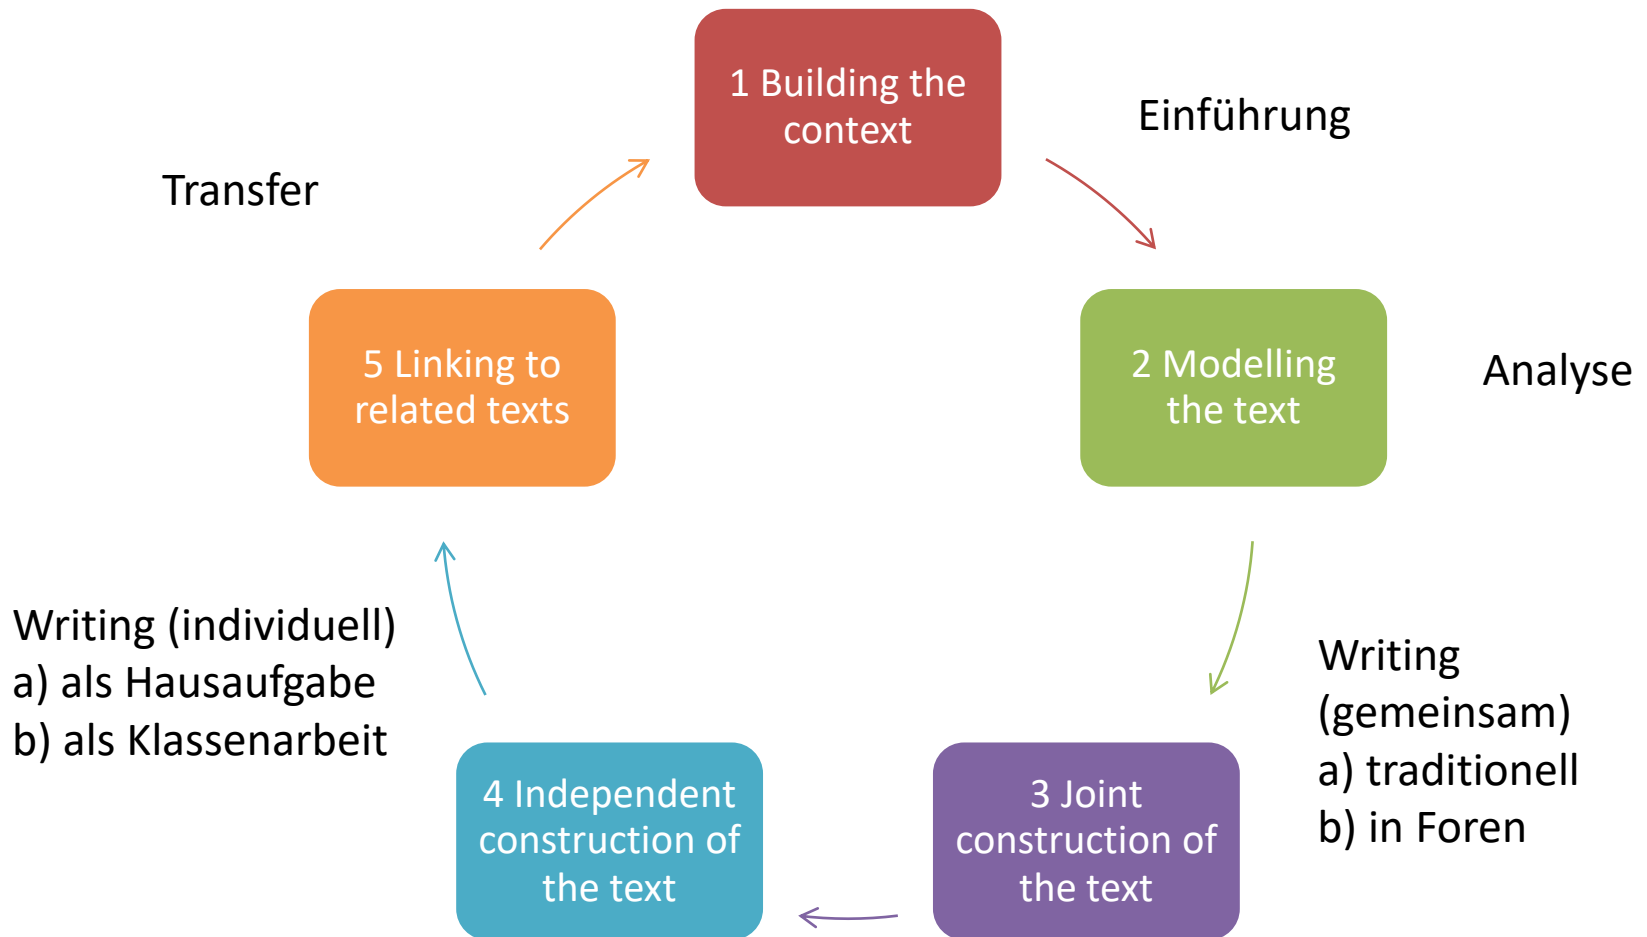 1 Building the
context
Einführung
Transfer
2 Modelling
the text
Analyse
5 Linking to
related texts
Writing (individuell)
a) als Hausaufgabe
b) als Klassenarbeit
Writing
(gemeinsam)
a) traditionell
b) in Foren
3 Joint
construction of
the text
4 Independent
construction of
the text